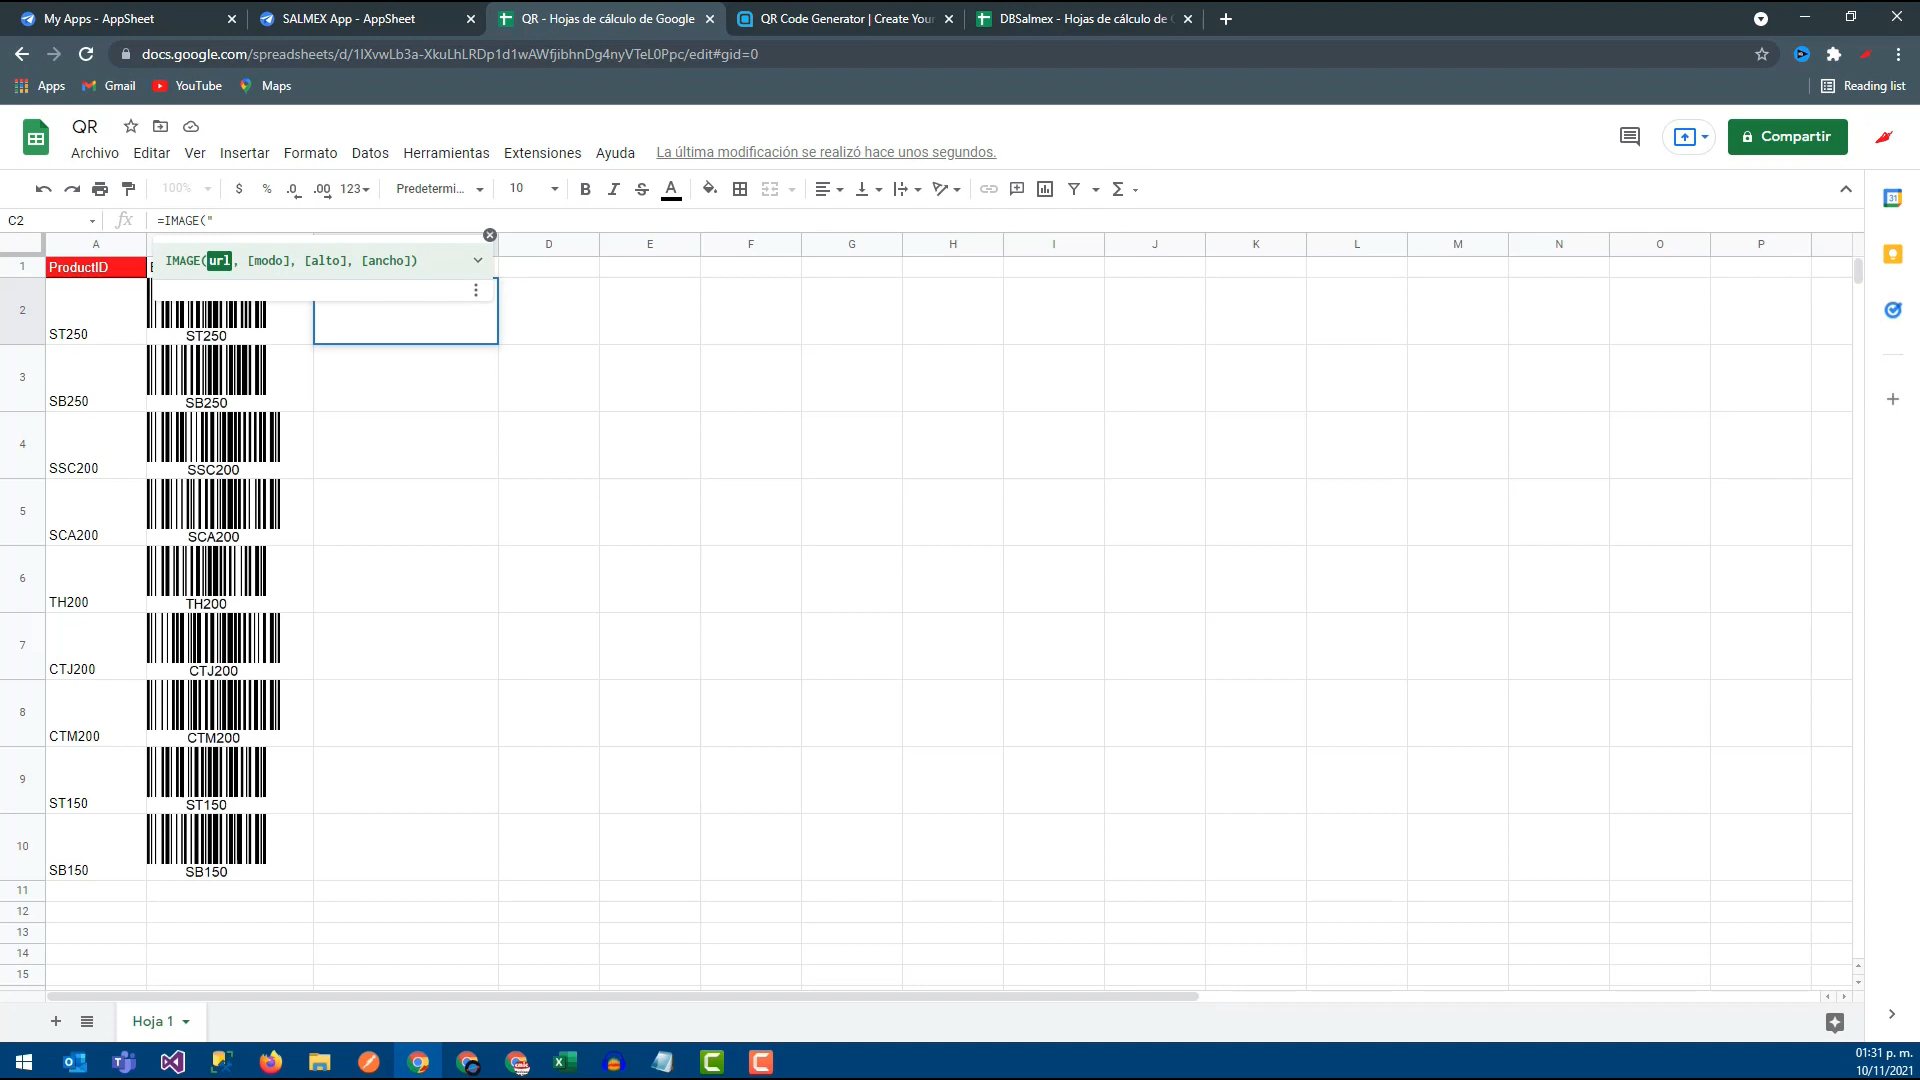 My Apps - AppSheet
SALMEX App - AppSheet
QR - Hojas de cálculo de Google
QR Code Generator | Create Your
DBSalmex - Hojas de cálculo de
docs.google.com/spreadsheets/d/1IXvwLb3a-XkuLhLRDp1d1wAWfjibhnDg4nyVTeL0Ppc/edit#gid=0
Apps
Gmail
YouTube
Maps
Reading list
QR
Archivo
Editar
Ver
Insertar
Formato
Datos
Herramientas
Extensiones
Ayuda
La última modificación se realizó hace unos segundos.
Compartir
100%
$
%
.0
.00
123
Predetermi...
10
B
I
S
A
Σ
31
C2
fx
=IMAGE("
IMAGE(url, [modo], [alto], [ancho])
A
D
E
F
G
H
I
J
K
L
M
N
O
P
1
ProductID
2
ST250
ST250
3
SB250
SB250
4
SSC200
SSC200
5
SCA200
SCA200
6
TH200
TH200
7
CTJ200
CTJ200
8
CTM200
CTM200
9
ST150
ST150
10
SB150
SB150
11
12
13
14
15
Hoja 1
01:31 p. m.
10/11/2021